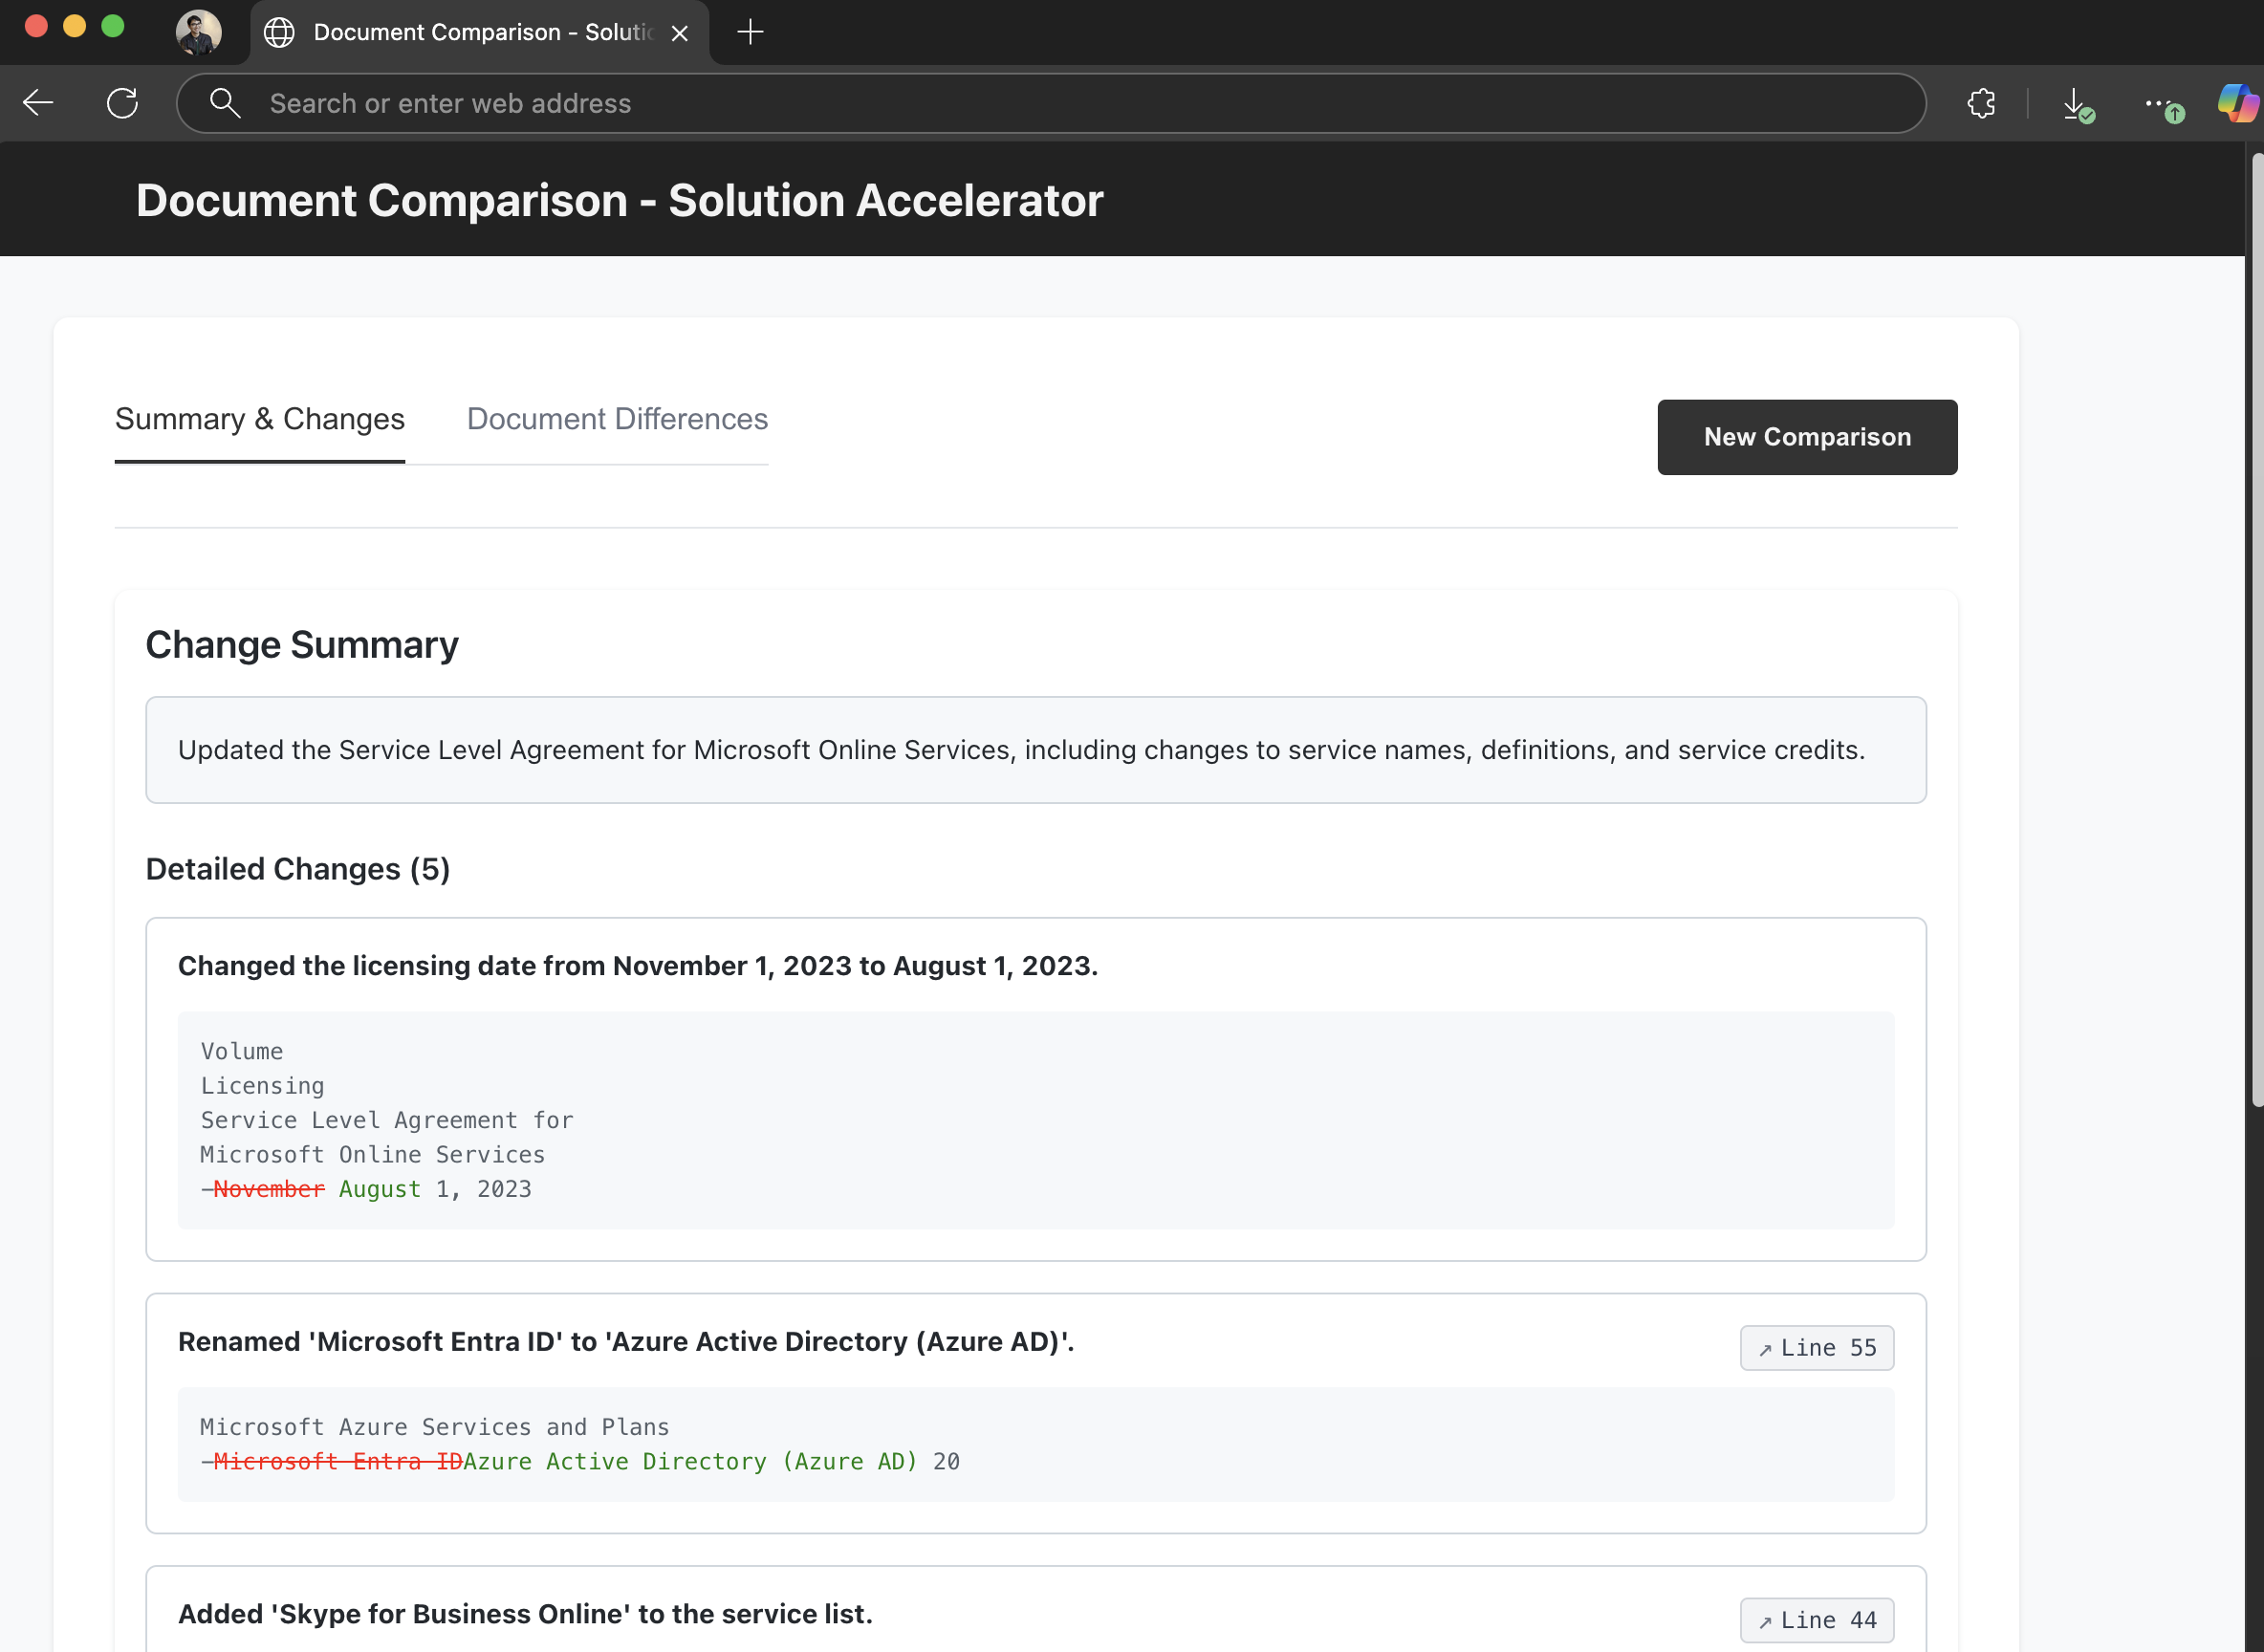 Document Comparison - Soluti
Search or enter web address
Document Comparison - Solution Accelerator
Summary & Changes
Document Differences
New Comparison
Change Summary
Updated the Service Level Agreement for Microsoft Online Services, including changes to service names, definitions, and service credits.
Detailed Changes (5)
Changed the licensing date from November 1, 2023 to August 1, 2023.
Volume
Licensing
Service Level Agreement for
Microsoft Online Services
-November August 1, 2023
Renamed 'Microsoft Entra ID' to 'Azure Active Directory (Azure AD)'.
↗ Line 55
Microsoft Azure Services and Plans
-Microsoft Entra IDAzure Active Directory (Azure AD) 20
Added 'Skype for Business Online' to the service list.
↗ Line 44